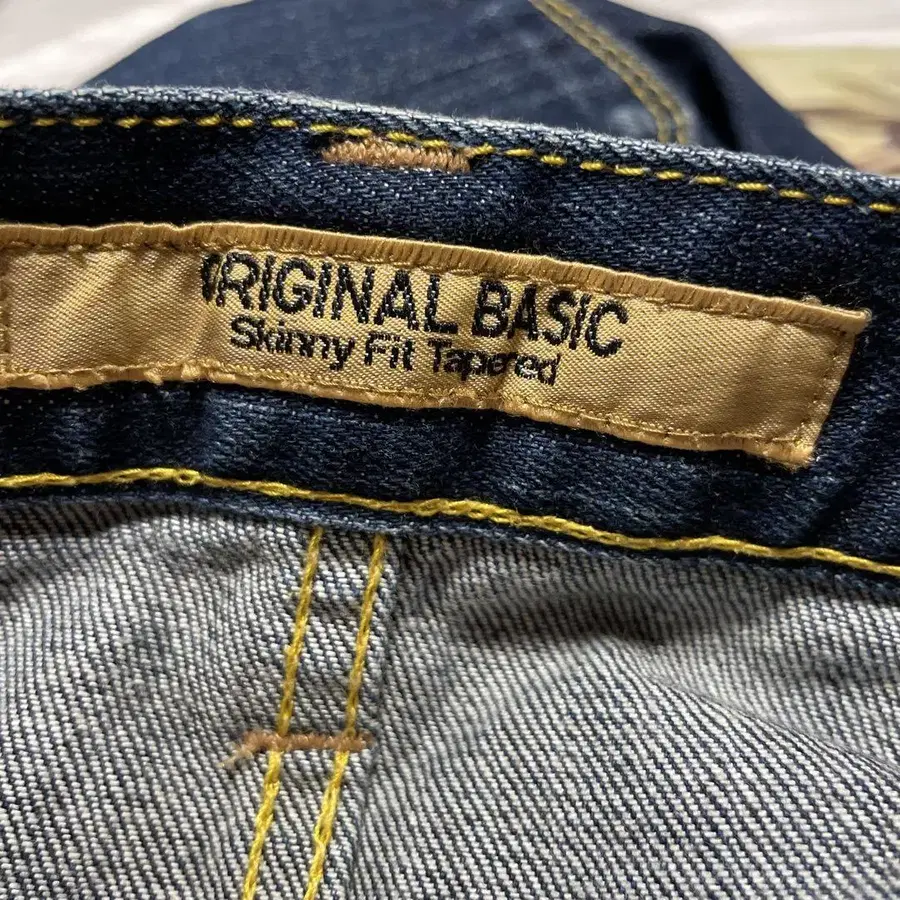 ORIGINAL BASIC
Skinny Fit Tapered